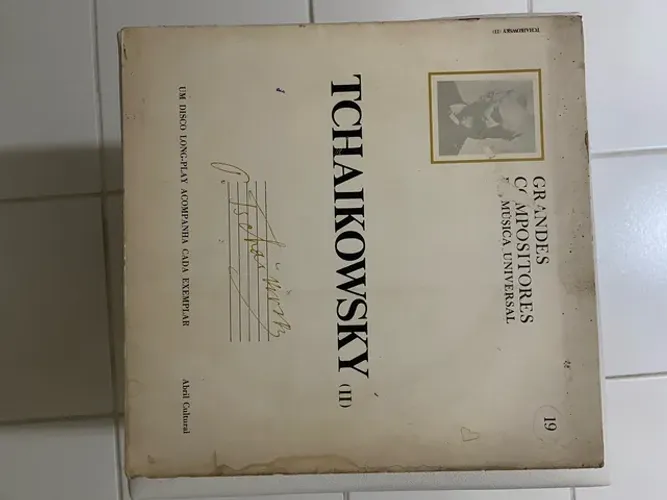 TCHAIKOWSKY (II)
GRANDES
COMPOSITORES
DA MÚSICA UNIVERSAL
19
TCHAIKOWSKY (II)
P. Tschaïkovsky
UM DISCO LONG-PLAY ACOMPANHA CADA EXEMPLAR
Abril Cultural